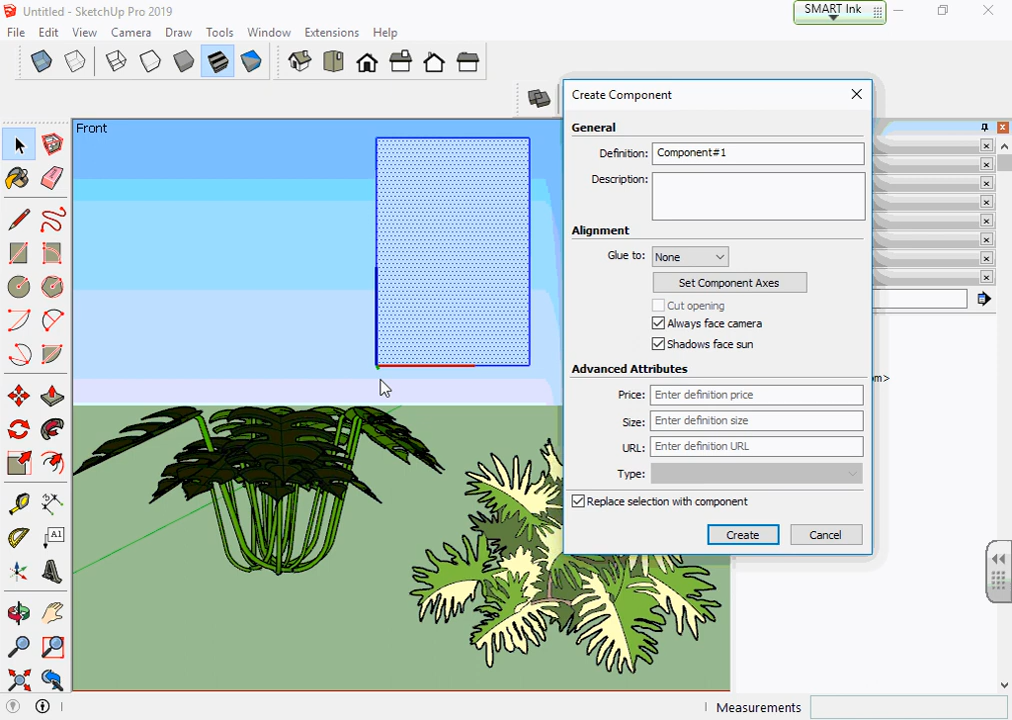 Untitled - SketchUp Pro 2019
SMART Ink
File Edit View Camera Draw Tools Window Extensions Help
Create Component
Front
General
Definition: Component#1
Description:
Alignment
Glue to: None
Set Component Axes
Cut opening
Always face camera
Shadows face sun
Advanced Attributes
om>
Price: Enter definition price
Size: Enter definition size
URL: Enter definition URL
Type:
Replace selection with component
Create Cancel
A1
Measurements